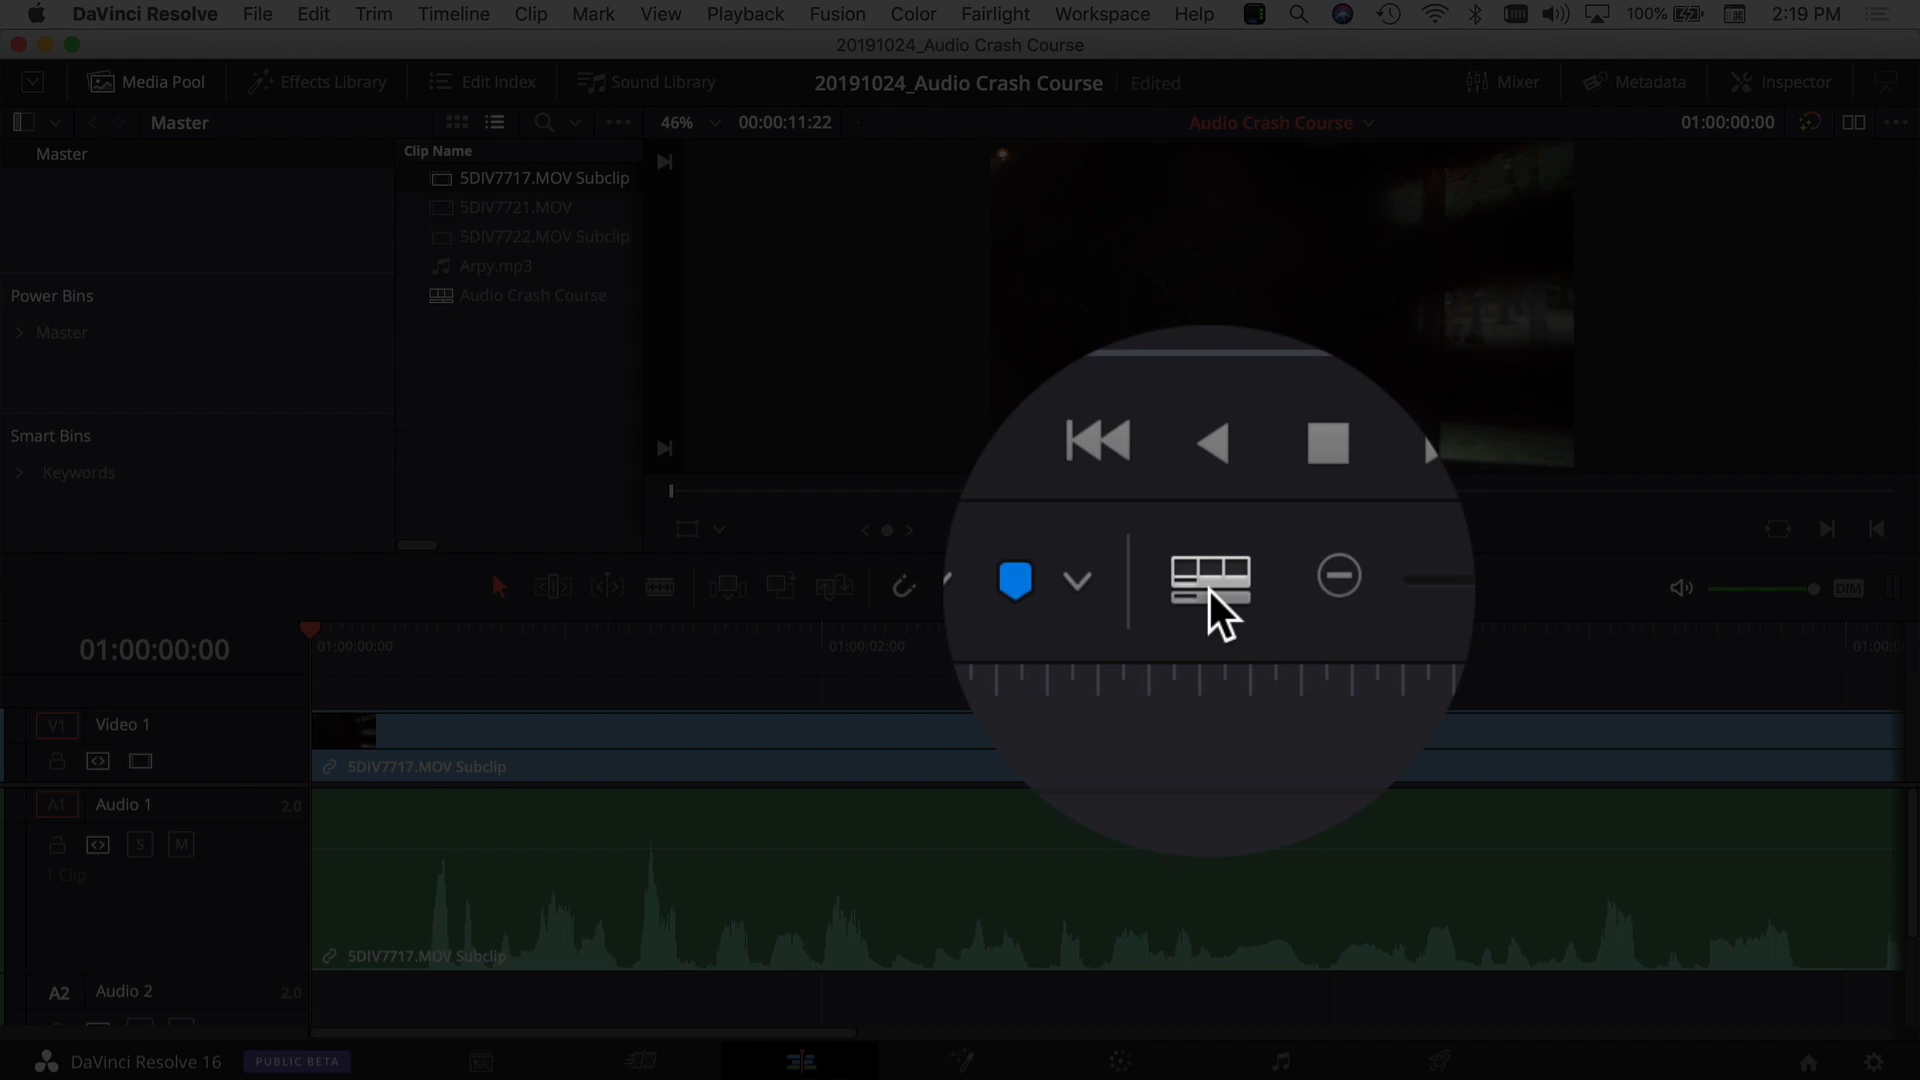 DaVinci Resolve File Edit Trim Timeline Clip Mark View Playback Fusion Color Fairlight Workspace Help 100% 2:19 PM
20191024_Audio Crash Course
Media Pool Effects Library Edit Index Sound Library 20191024_Audio Crash Course Edited Mixer Metadata Inspector
Master 46% 00:00:11:22 Audio Crash Course 01:00:00:00
Master
Clip Name
5DIV7717.MOV Subclip
5DIV7721.MOV
5DIV7722.MOV Subclip
Arpy.mp3
Audio Crash Course
Power Bins
Master
Smart Bins
Keywords
DIM
01:00:00:00 01:00:00:00 01:00:02:00 01:00:0
V1 Video 1
5DIV7717.MOV Subclip
A1 Audio 1 2.0
S M
1 Clip
5DIV7717.MOV Subclip
A2 Audio 2 2.0
DaVinci Resolve 16 PUBLIC BETA